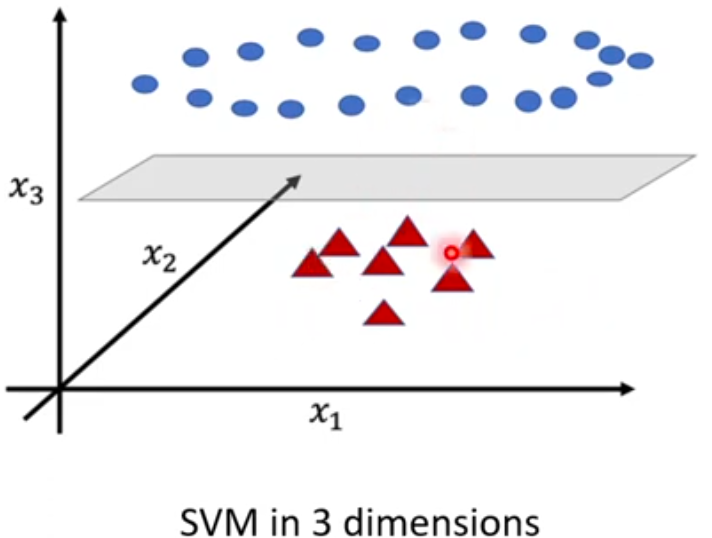 x₃
x₂
x₁
SVM in 3 dimensions